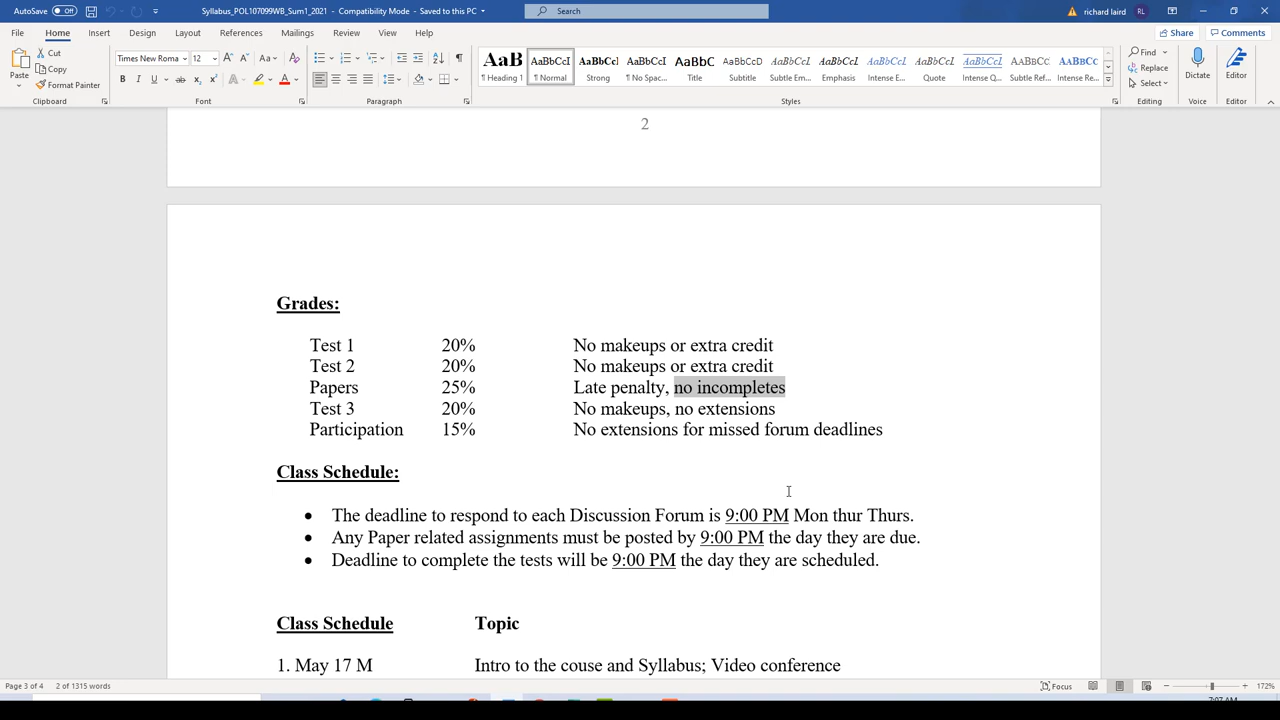 AutoSave Off Syllabus_POL107099WB_Sum1_2021 - Compatibility Mode - Saved to this PC Search richard laird RL
File Home Insert Design Layout References Mailings Review View Help Share Comments
Paste Cut Copy Format Painter Clipboard
Times New Roma 12 Font
Paragraph
AaB AaBbCcI AaBbCc AaBbCcI AaBbC AaBbCcD AaBbCcI AaBbCcI AaBbCcI AaBbCcI AaBbCcI AaBbCc AaBbCc
Heading 1 Normal Strong No Spac... Title Subtitle Subtle Em... Emphasis Intense E... Quote Intense Q... Subtle Ref... Intense Re...
Styles
Find Replace Select Editing
Dictate Voice
Editor Editor
2
Grades:
Test 1 20% No makeups or extra credit
Test 2 20% No makeups or extra credit
Papers 25% Late penalty, no incompletes
Test 3 20% No makeups, no extensions
Participation 15% No extensions for missed forum deadlines
Class Schedule:
• The deadline to respond to each Discussion Forum is 9:00 PM Mon thur Thurs.
• Any Paper related assignments must be posted by 9:00 PM the day they are due.
• Deadline to complete the tests will be 9:00 PM the day they are scheduled.
Class Schedule Topic
1. May 17 M Intro to the couse and Syllabus; Video conference
Page 3 of 4 2 of 1315 words Focus 172%
7:07 AM